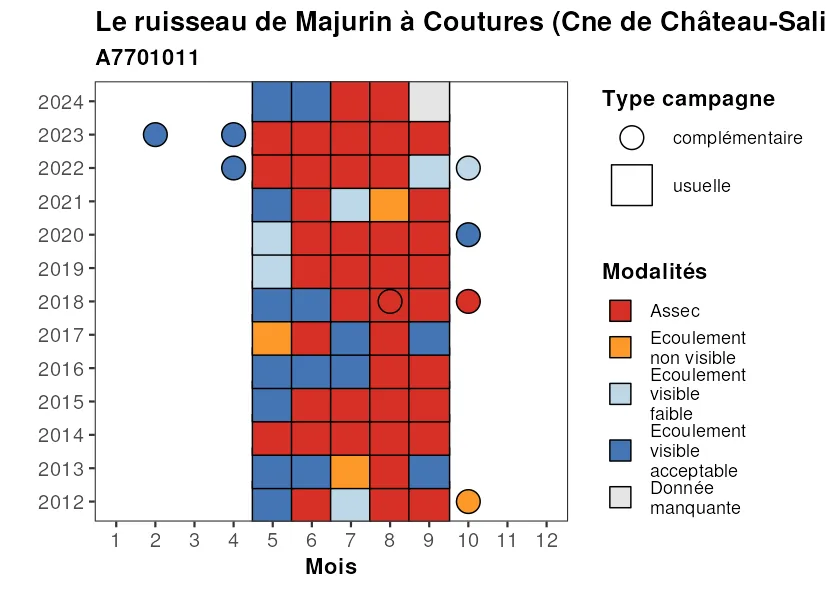 Le ruisseau de Majurin à Coutures (Cne de Château-Sali
A7701011
2024
2023
2022
2021
2020
2019
2018
2017
2016
2015
2014
2013
2012
1 2 3 4 5 6 7 8 9 10 11 12
Mois
Type campagne
complémentaire
usuelle
Modalités
Assec
Ecoulement
non visible
Ecoulement
visible
faible
Ecoulement
visible
acceptable
Donnée
manquante